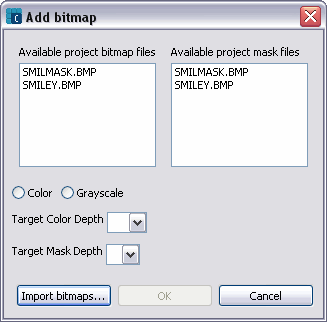 Add bitmap
Available project bitmap files Available project mask files
SMILMASK.BMP SMILMASK.BMP
SMILEY.BMP SMILEY.BMP
Color Grayscale
Target Color Depth
Target Mask Depth
Import bitmaps... OK Cancel